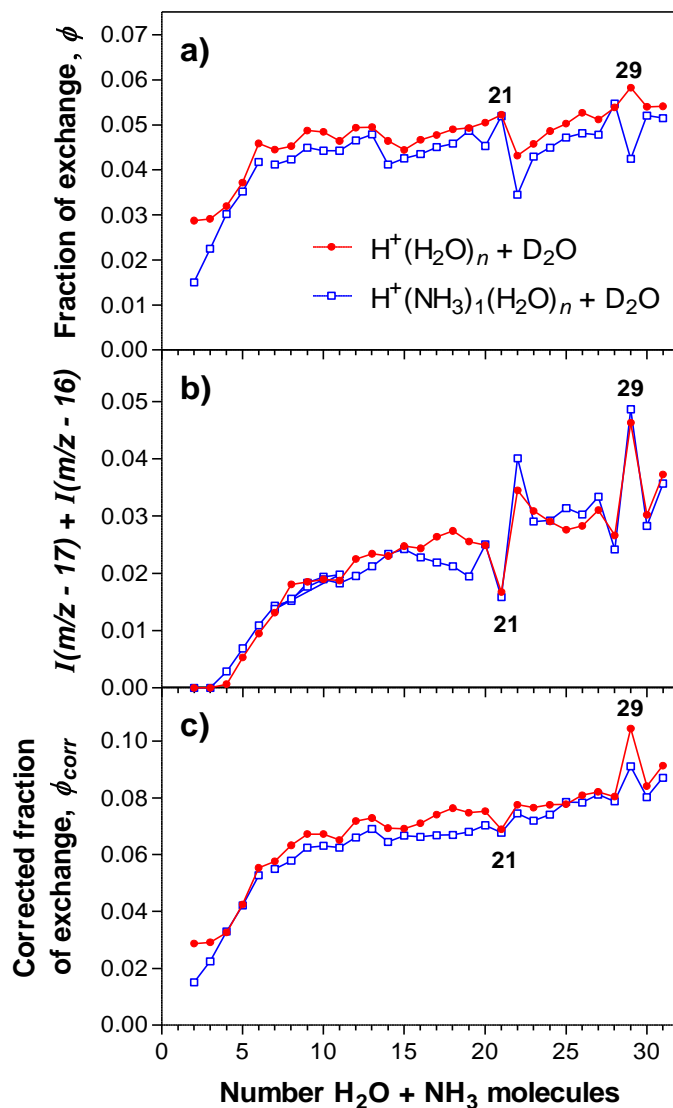 a)
Fraction of exchange, ϕ
0.07
0.06
0.05
0.04
0.03
0.02
0.01
0.00
21
29
H⁺(H₂O)ₙ + D₂O
H⁺(NH₃)₁(H₂O)ₙ + D₂O
b)
I(m/z - 17) + I(m/z - 16)
0.05
0.04
0.03
0.02
0.01
0.00
29
21
c)
Corrected fraction
of exchange, ϕcorr
0.10
0.08
0.06
0.04
0.02
0.00
29
21
0 5 10 15 20 25 30
Number H₂O + NH₃ molecules